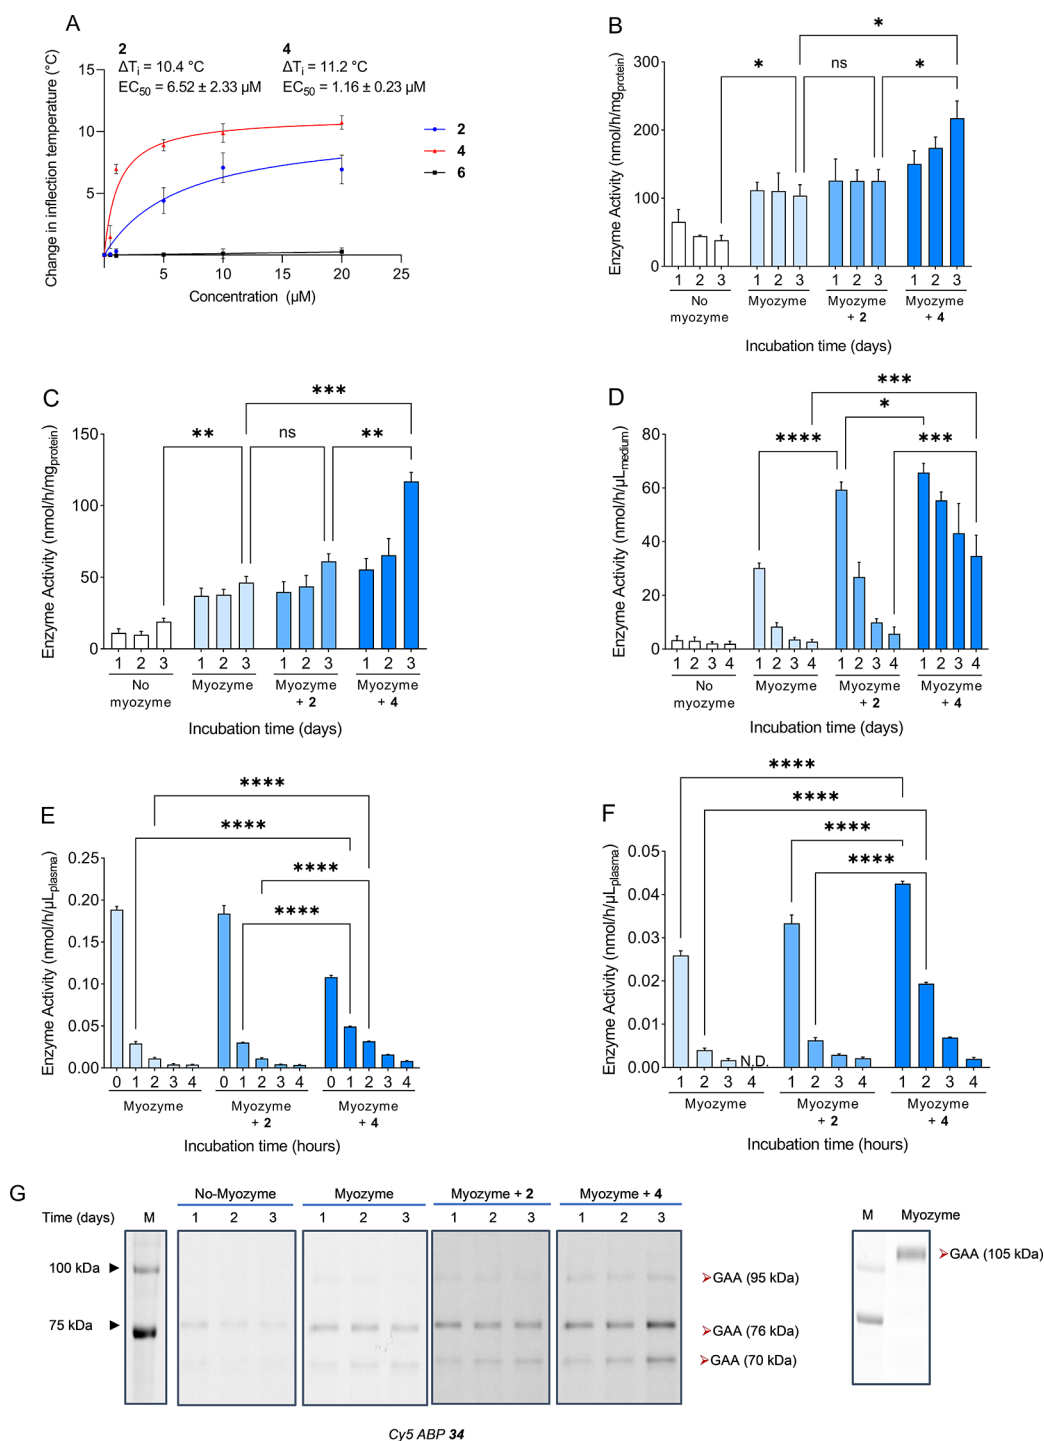 A
2
ΔTi = 10.4 °C
EC50 = 6.52 ± 2.33 µM
4
ΔTi = 11.2 °C
EC50 = 1.16 ± 0.23 µM
Change in inflection temperature (°C)
15
10
5
5 10 15 20 25
Concentration (µM)
2
4
6
B
*
* ns *
Enzyme Activity (nmol/h/mgprotein)
300
200
100
0
1 2 3 1 2 3 1 2 3 1 2 3
No myozyme
Myozyme
Myozyme + 2
Myozyme + 4
Incubation time (days)
C
***
** ns **
Enzyme Activity (nmol/h/mgprotein)
150
100
50
0
1 2 3 1 2 3 1 2 3 1 2 3
No myozyme
Myozyme
Myozyme + 2
Myozyme + 4
Incubation time (days)
D
***
*
**** ***
Enzyme Activity (nmol/h/µLmedium)
80
60
40
20
0
1 2 3 4 1 2 3 4 1 2 3 4 1 2 3 4
No myozyme
Myozyme
Myozyme + 2
Myozyme + 4
Incubation time (days)
E
****
****
****
****
Enzyme Activity (nmol/h/µLplasma)
0.25
0.20
0.15
0.10
0.05
0.00
0 1 2 3 4 0 1 2 3 4 0 1 2 3 4
Myozyme
Myozyme + 2
Myozyme + 4
Incubation time (hours)
F
****
****
****
****
Enzyme Activity (nmol/h/µLplasma)
0.05
0.04
0.03
0.02
0.01
0.00
N.D.
1 2 3 4 1 2 3 4 1 2 3 4
Myozyme
Myozyme + 2
Myozyme + 4
Incubation time (hours)
G
No-Myozyme Myozyme Myozyme + 2 Myozyme + 4
Time (days) M 1 2 3 1 2 3 1 2 3 1 2 3
100 kDa
75 kDa
GAA (95 kDa)
GAA (76 kDa)
GAA (70 kDa)
M Myozyme
GAA (105 kDa)
Cy5 ABP 34